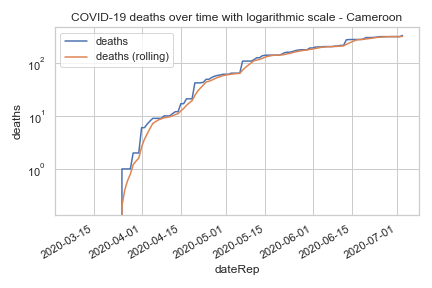 COVID-19 deaths over time with logarithmic scale - Cameroon
deaths
deaths (rolling)
10²
10¹
10⁰
deaths
2020-03-15
2020-04-01
2020-04-15
2020-05-01
2020-05-15
2020-06-01
2020-06-15
2020-07-01
dateRep